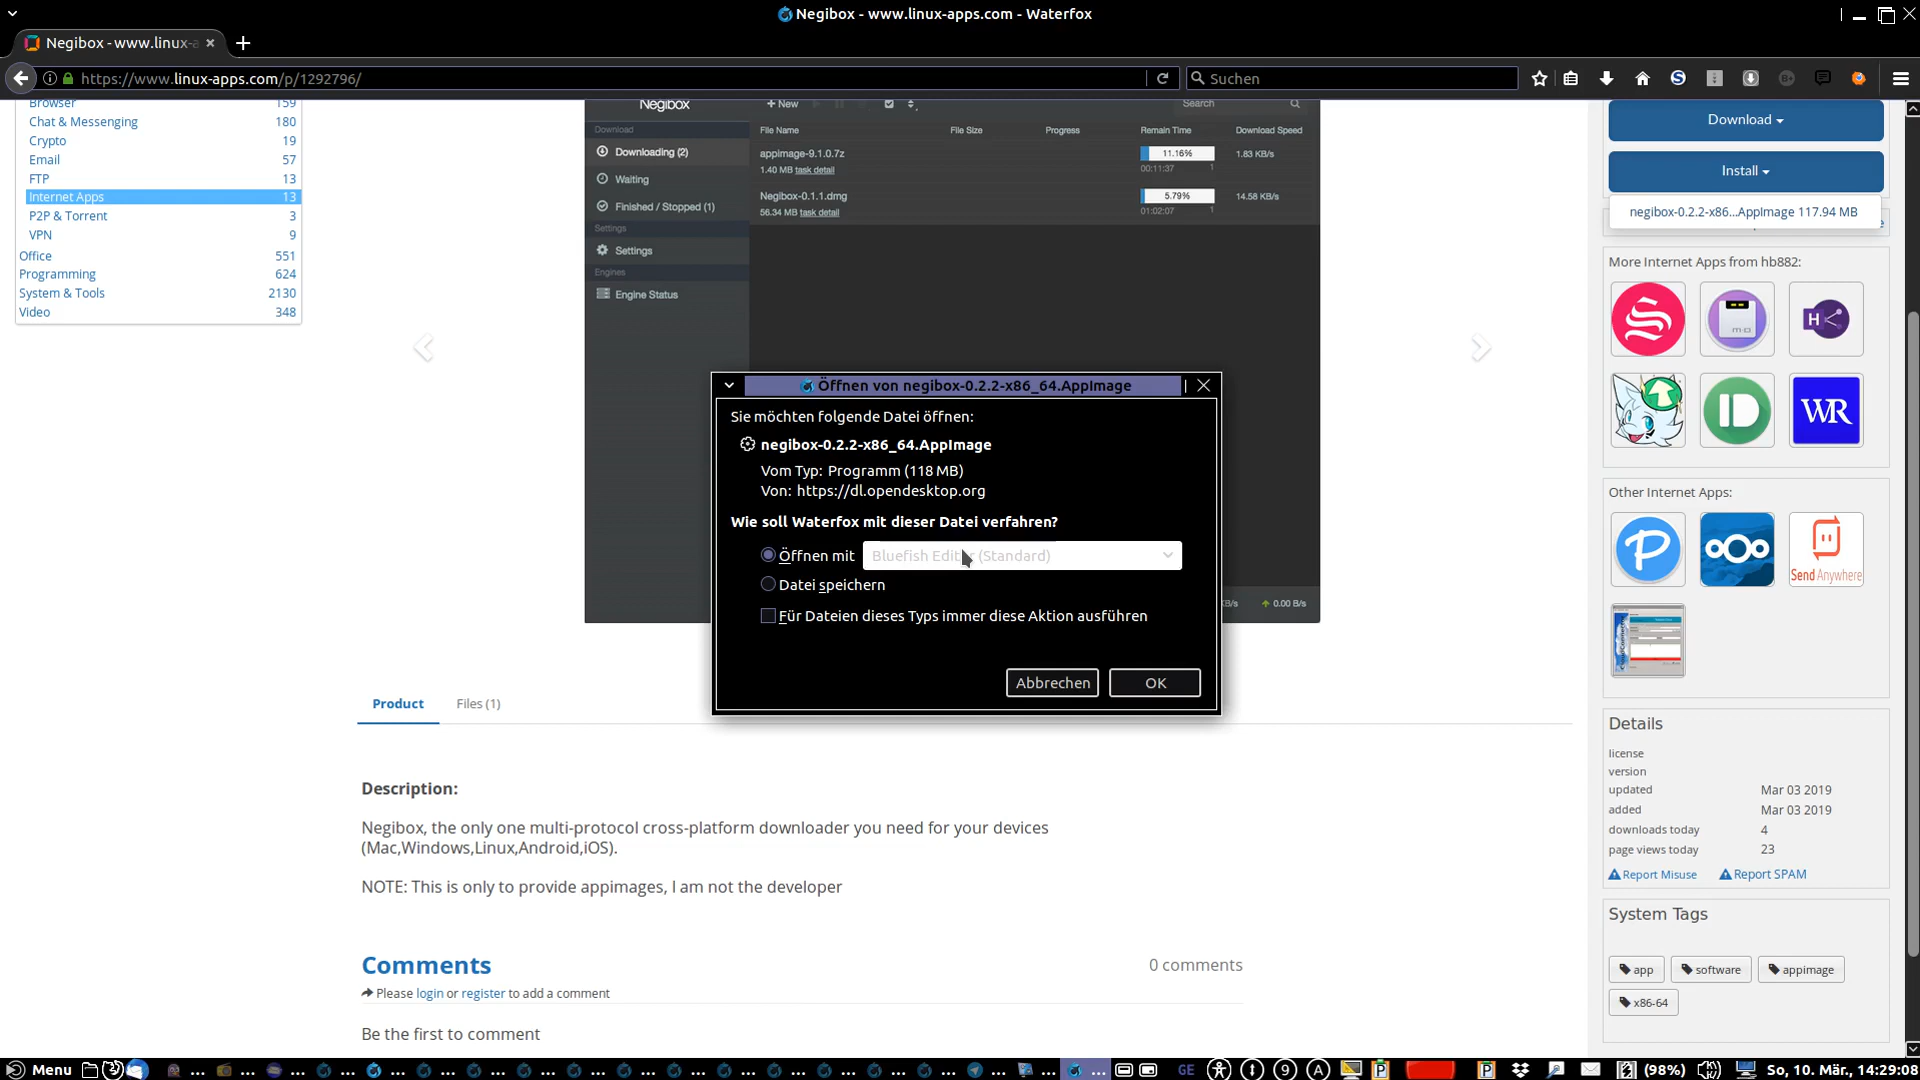 Negibox - www.linux-apps.com - Waterfox
Negibox - www.linux-a
https://www.linux-apps.com/p/1292796/
Suchen
Browser 159
Chat & Messenging 180
Crypto 19
Email 57
FTP 13
Internet Apps 13
P2P & Torrent 3
VPN 9
Office 551
Programming 624
System & Tools 2130
Video 348
Negibox
+ New
Search
Download
File Name File Size Progress Remain Time Download Speed
Downloading (2)
appimage-9.1.0.7z 11.16% 1.83 KB/s
1.40 MB task detail 00:11:37 1
Waiting
Negibox-0.1.1.dmg 5.79% 14.58 KB/s
Finished / Stopped (1)
56.34 MB task detail 01:02:07 1
Settings
Settings
Engines
Engine Status
KB/s 0.00 B/s
Öffnen von negibox-0.2.2-x86_64.AppImage
Sie möchten folgende Datei öffnen:
negibox-0.2.2-x86_64.AppImage
Vom Typ: Programm (118 MB)
Von: https://dl.opendesktop.org
Wie soll Waterfox mit dieser Datei verfahren?
Öffnen mit Bluefish Editor (Standard)
Datei speichern
Für Dateien dieses Typs immer diese Aktion ausführen
Abbrechen OK
Product Files (1)
Description:
Negibox, the only one multi-protocol cross-platform downloader you need for your devices
(Mac,Windows,Linux,Android,iOS).
NOTE: This is only to provide appimages, I am not the developer
Comments
0 comments
Please login or register to add a comment
Be the first to comment
Download
Install
negibox-0.2.2-x86...AppImage 117.94 MB
More Internet Apps from hb882:
H
WR
Other Internet Apps:
Send Anywhere
Details
license
version
updated Mar 03 2019
added Mar 03 2019
downloads today 4
page views today 23
Report Misuse Report SPAM
System Tags
app software appimage
x86-64
Menu
GE
(98%)
So, 10. Mär., 14:29:08